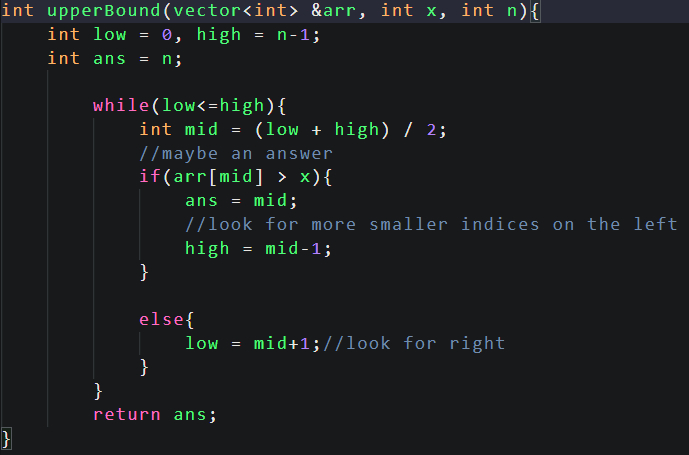 int upperBound(vector<int> &arr, int x, int n){
    int low = 0, high = n-1;
    int ans = n;

        while(low<=high){
            int mid = (low + high) / 2;
            //maybe an answer
            if(arr[mid] > x){
                ans = mid;
                //look for more smaller indices on the left
                high = mid-1;
            }

            else{
                low = mid+1;//look for right
            }
        }
        return ans;
}